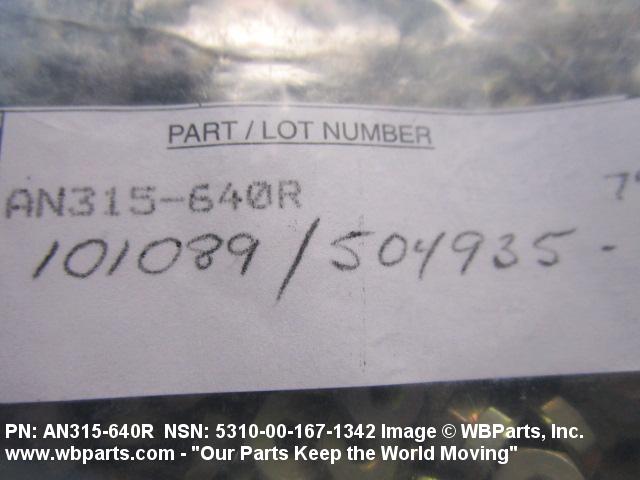 PART / LOT NUMBER
AN315-640R
101089 / 504935 -
PN: AN315-640R NSN: 5310-00-167-1342 Image © WBParts, Inc.
www.wbparts.com - "Our Parts Keep the World Moving"